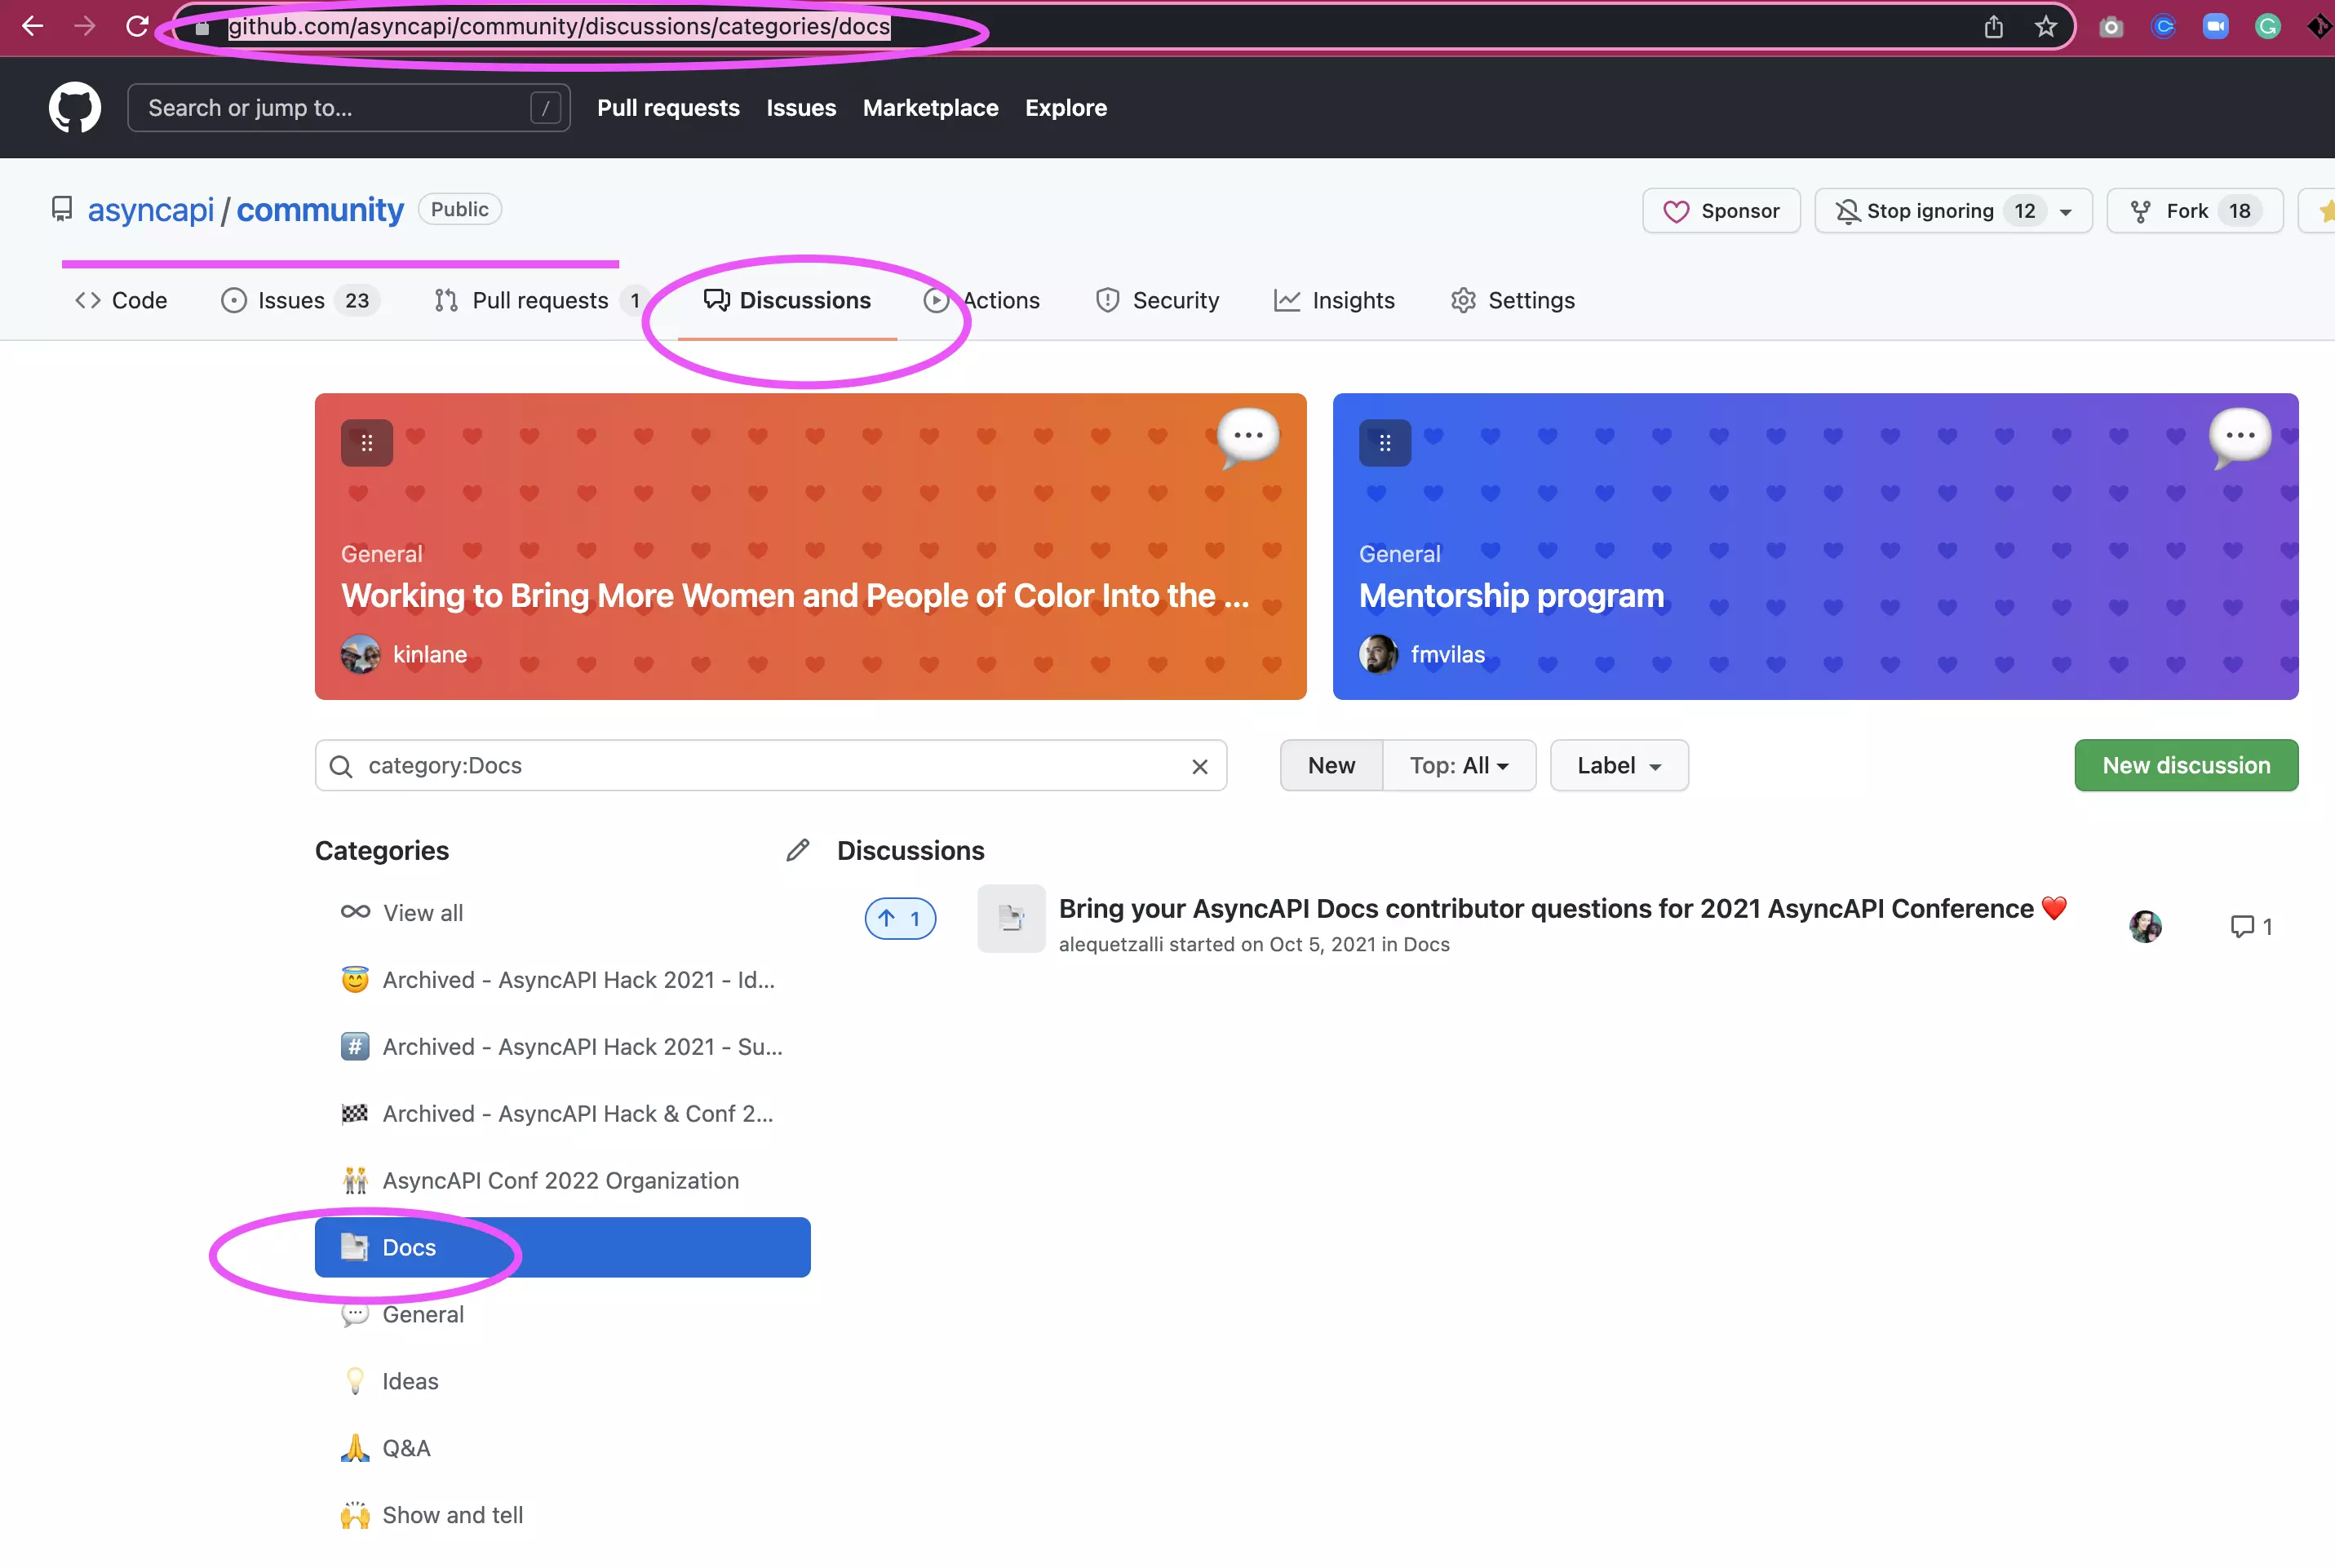 github.com/asyncapi/community/discussions/categories/docs
Search or jump to... /
Pull requests Issues Marketplace Explore
asyncapi / community Public
Sponsor Stop ignoring 12 Fork 18
Code Issues 23 Pull requests 1 Discussions Actions Security Insights Settings
General
Working to Bring More Women and People of Color Into the ...
kinlane
General
Mentorship program
fmvilas
category:Docs
New Top: All Label New discussion
Categories
View all
Archived - AsyncAPI Hack 2021 - Id...
Archived - AsyncAPI Hack 2021 - Su...
Archived - AsyncAPI Hack & Conf 2...
AsyncAPI Conf 2022 Organization
Docs
General
Ideas
Q&A
Show and tell
Discussions
1
Bring your AsyncAPI Docs contributor questions for 2021 AsyncAPI Conference ❤️
alequetzalli started on Oct 5, 2021 in Docs
1